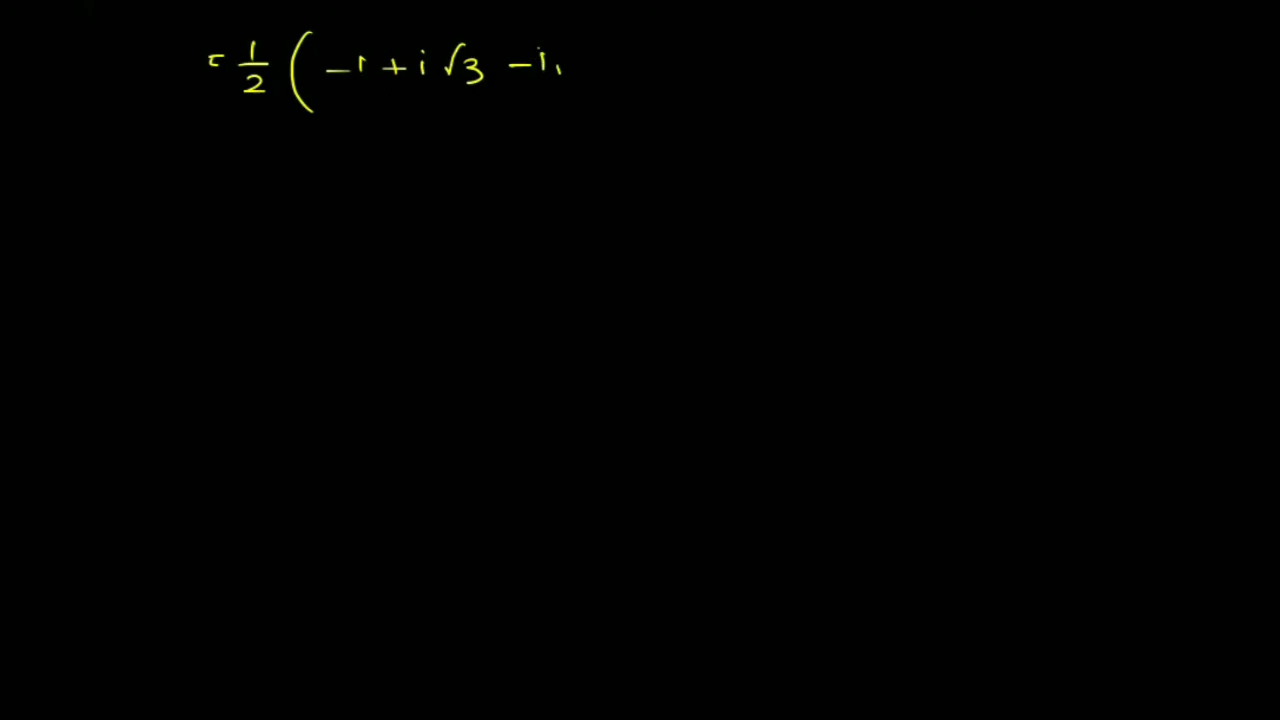 = 1/2 ( -1 + i √3 - i